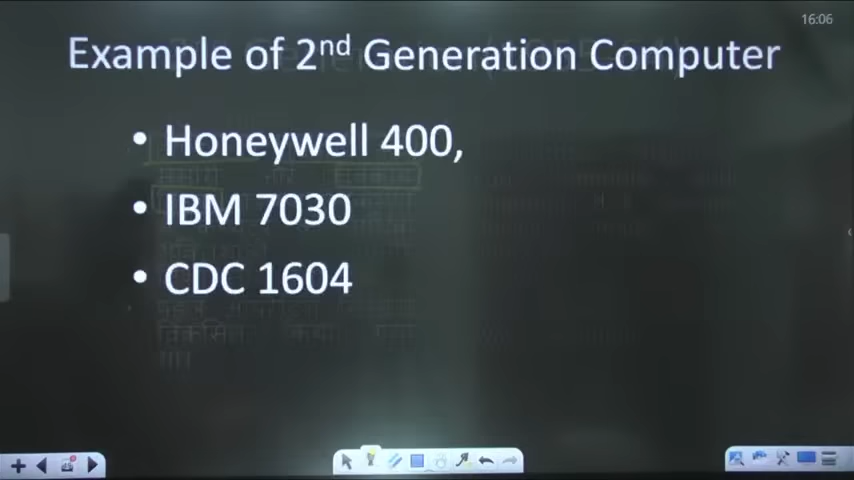 16:06
Example of 2nd Generation Computer
• Honeywell 400,
• IBM 7030
• CDC 1604